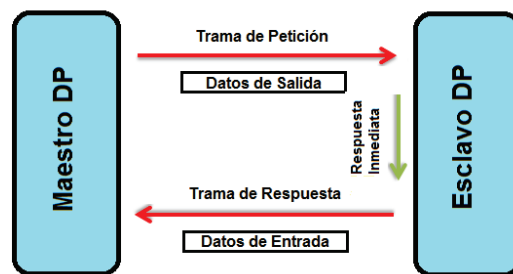 Maestro DP
Trama de Petición
Datos de Salida
Respuesta
Inmediata
Trama de Respuesta
Datos de Entrada
Esclavo DP